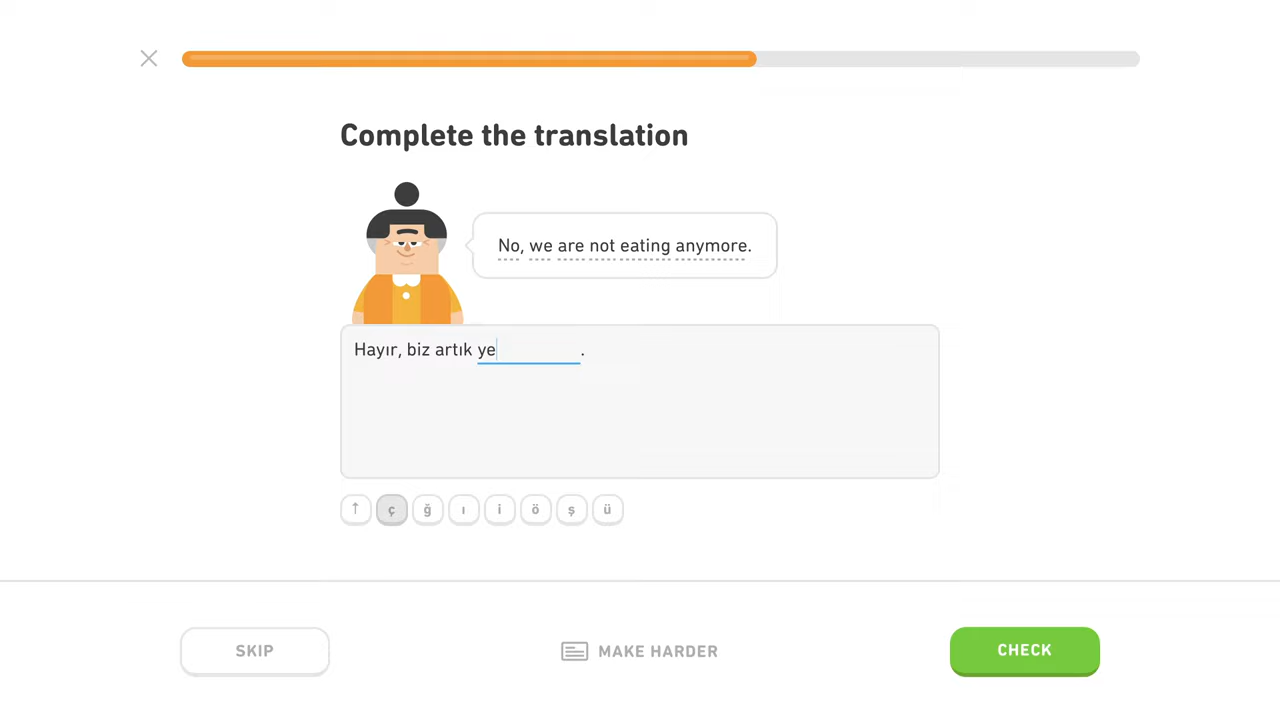 Complete the translation
No, we are not eating anymore.
Hayır, biz artık ye .
↑ ç ğ ı i ö ş ü
SKIP
MAKE HARDER
CHECK